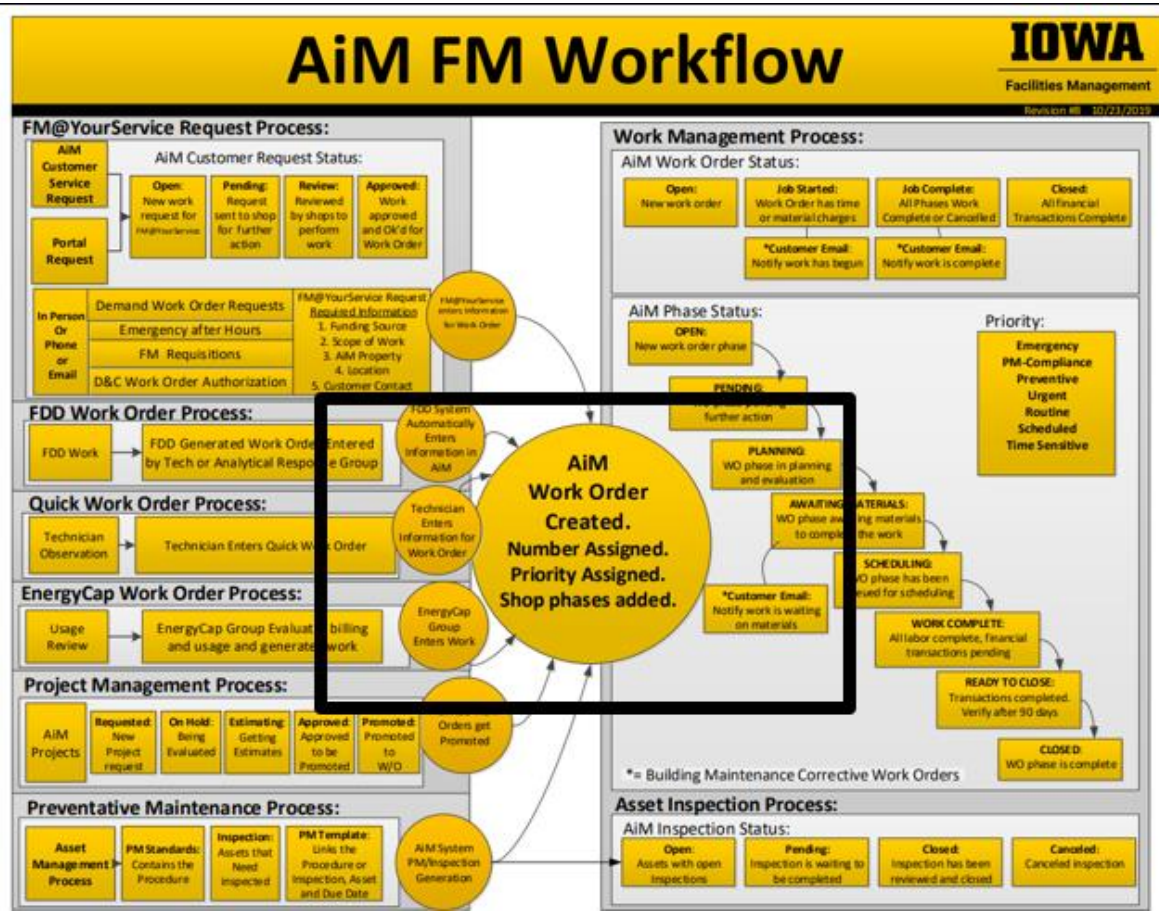 AiM FM Workflow
IOWA
Facilities Management
Revision #8 10/23/2019
FM@YourService Request Process:
AiM
Customer
Service
Request
Portal
Request
AiM Customer Request Status:
Open:
New work
request for
FM@YourService
Pending:
Request
sent to shop
for further
action
Review:
Reviewed
by shops to
perform
work
Approved:
Work
approved
and Ok'd for
Work Order
In Person
Or
Phone
or
Email
Demand Work Order Requests
Emergency after Hours
FM Requisitions
D&C Work Order Authorization
FM@YourService Request
Required Information
1. Funding Source
2. Scope of Work
3. AiM Property
4. Location
5. Customer Contact
FM@YourService
enters Information
for Work Order
FDD Work Order Process:
FDD Work
FDD Generated Work Order Entered
by Tech or Analytical Response Group
FDD System
Automatically
Enters
Information in
AiM
Quick Work Order Process:
Technician
Observation
Technician Enters Quick Work Order
Technician
Enters
Information for
Work Order
EnergyCap Work Order Process:
Usage
Review
EnergyCap Group billing
and usage and work
EnergyCap
Group
Enters Work
Project Management Process:
AiM
Projects
Requested:
New
Project
request
On Hold:
Being
Evaluated
Estimating:
Getting
Estimates
Approved:
Approved
to be
Promoted
Promoted:
Promoted
to
W/O
Orders get
Promoted
Preventative Maintenance Process:
Asset
Management
Process
PM Standards:
Contains the
Procedure
Inspection:
Assets that
Need
inspected
PM Template:
Links the
Procedure or
Inspection, Asset
and Due Date
AiM System
PM/Inspection
Generation
AiM
Work Order
Created.
Number Assigned.
Priority Assigned.
Shop phases added.
Work Management Process:
AiM Work Order Status:
Open:
New work order
Job Started:
Work Order has time
or material charges
Job Complete:
All Phases Work
Complete or Cancelled
Closed:
All financial
Transactions Complete
*Customer Email:
Notify work has begun
*Customer Email:
Notify work is complete
AiM Phase Status:
OPEN:
New work order phase
PENDING:
further action
PLANNING:
WO phase in planning
and evaluation
AWAITING MATERIALS:
WO phase awaiting materials
to complete the work
*Customer Email:
Notify work is waiting
on materials
SCHEDULING:
WO phase has been
for scheduling
WORK COMPLETE:
All labor complete, financial
transactions pending
READY TO CLOSE:
Transactions completed.
Verify after 90 days
CLOSED:
WO phase is complete
Priority:
Emergency
PM-Compliance
Preventive
Urgent
Routine
Scheduled
Time Sensitive
*= Building Maintenance Corrective Work Orders
Asset Inspection Process:
AiM Inspection Status:
Open:
Assets with open
Inspections
Pending:
Inspection is waiting to
be completed
Closed:
Inspection has been
reviewed and closed
Canceled:
Canceled inspection